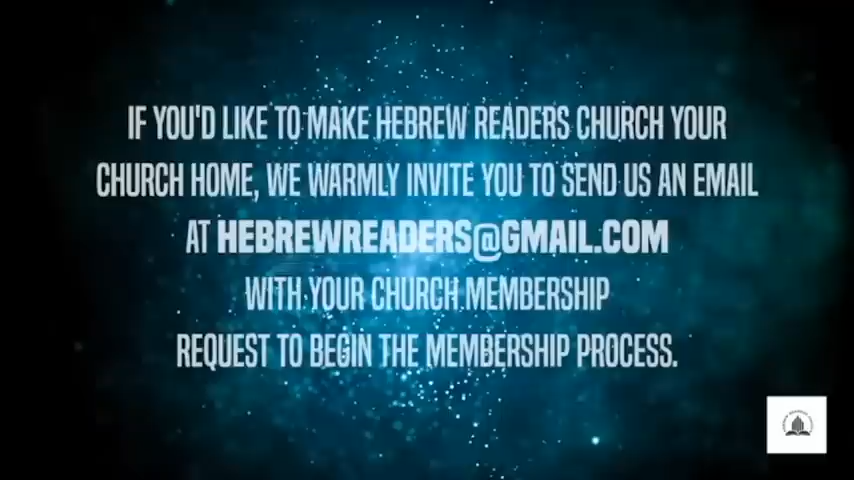 IF YOU'D LIKE TO MAKE HEBREW READERS CHURCH YOUR
CHURCH HOME, WE WARMLY INVITE YOU TO SEND US AN EMAIL
AT HEBREWREADERS@GMAIL.COM
WITH YOUR CHURCH MEMBERSHIP
REQUEST TO BEGIN THE MEMBERSHIP PROCESS.